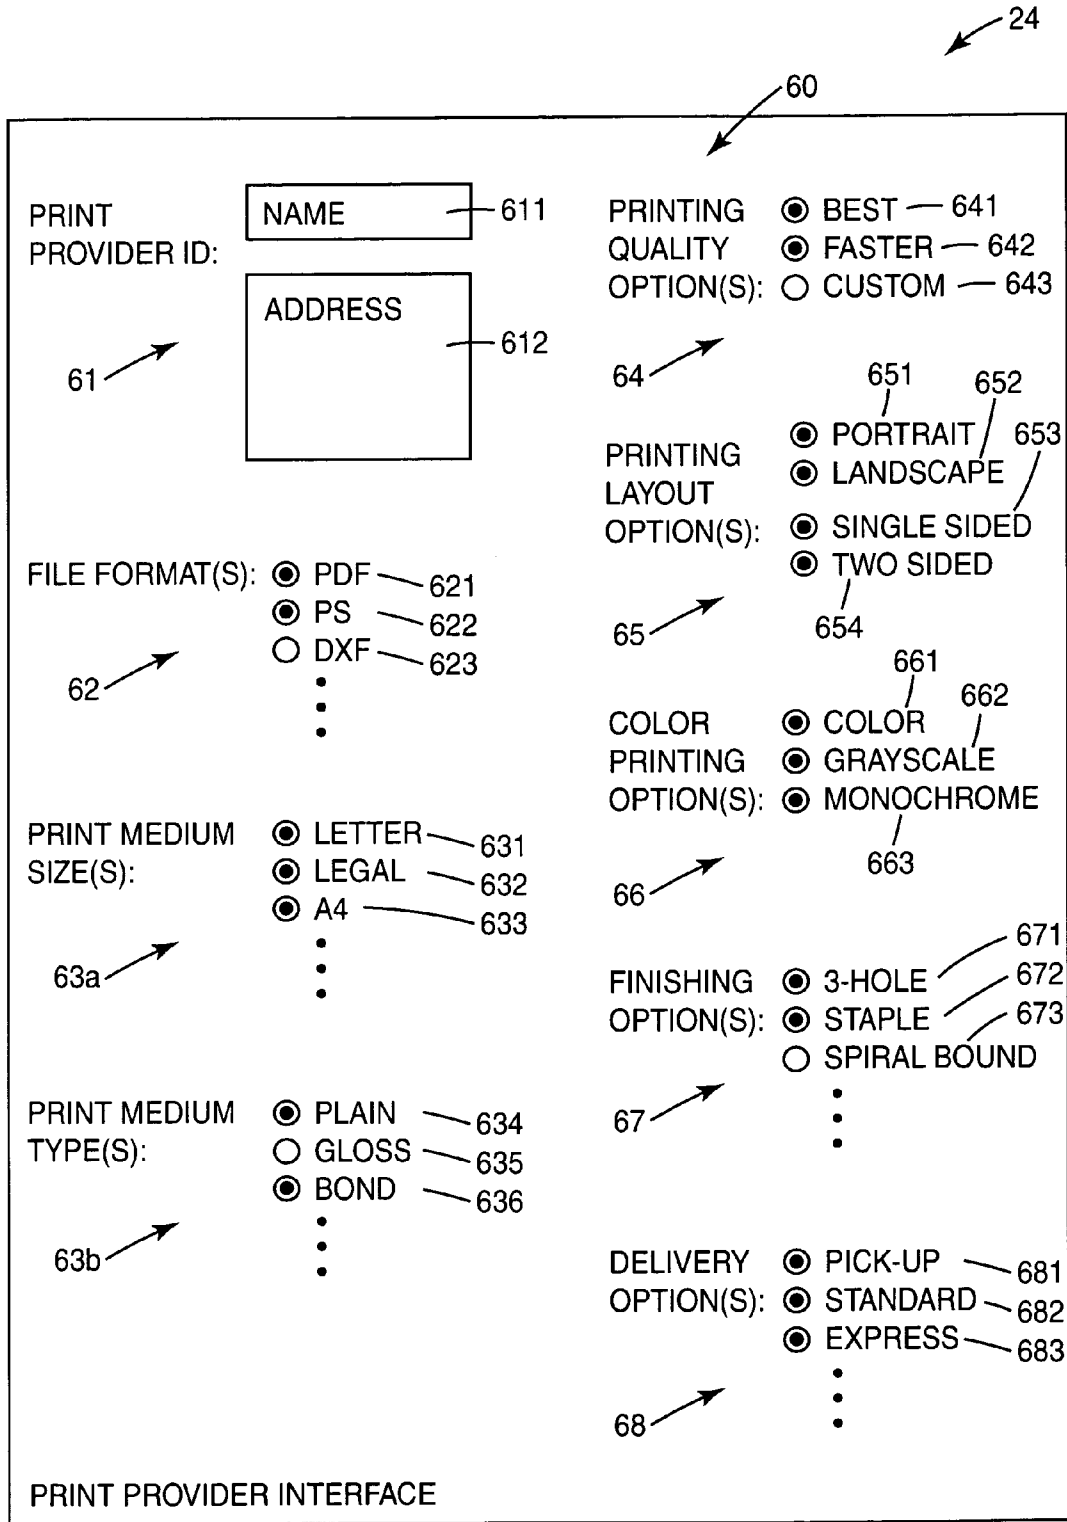 24
60
PRINT
PROVIDER ID:
NAME
611
ADDRESS
612
61
FILE FORMAT(S):
PDF
621
PS
622
DXF
623
62
PRINT MEDIUM
SIZE(S):
LETTER
631
LEGAL
632
A4
633
63a
PRINT MEDIUM
TYPE(S):
PLAIN
634
GLOSS
635
BOND
636
63b
PRINTING
QUALITY
OPTION(S):
BEST
641
FASTER
642
CUSTOM
643
64
651
652
653
PRINTING
LAYOUT
OPTION(S):
PORTRAIT
LANDSCAPE
SINGLE SIDED
TWO SIDED
654
65
661
662
COLOR
PRINTING
OPTION(S):
COLOR
GRAYSCALE
MONOCHROME
663
66
FINISHING
OPTION(S):
3-HOLE
671
STAPLE
672
SPIRAL BOUND
673
67
DELIVERY
OPTION(S):
PICK-UP
681
STANDARD
682
EXPRESS
683
68
PRINT PROVIDER INTERFACE